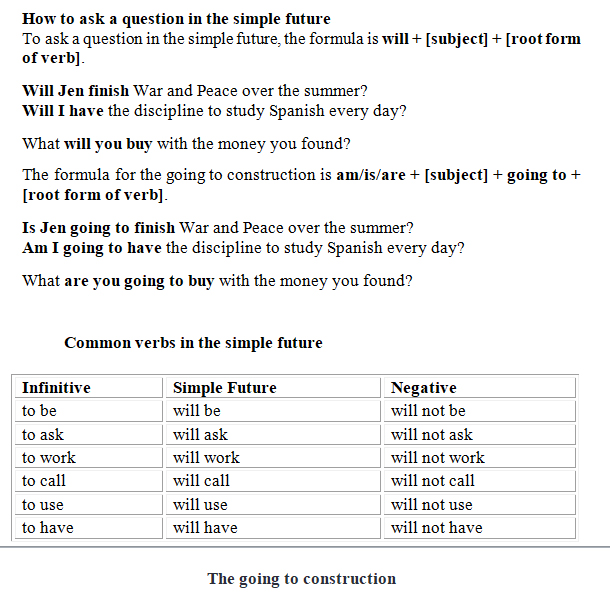 How to ask a question in the simple future
To ask a question in the simple future, the formula is will + [subject] + [root form
of verb].
Will Jen finish War and Peace over the summer?
Will I have the discipline to study Spanish every day?
What will you buy with the money you found?
The formula for the going to construction is am/is/are + [subject] + going to +
[root form of verb].
Is Jen going to finish War and Peace over the summer?
Am I going to have the discipline to study Spanish every day?
What are you going to buy with the money you found?
Common verbs in the simple future
Infinitive Simple Future Negative
to be will be will not be
to ask will ask will not ask
to work will work will not work
to call will call will not call
to use will use will not use
to have will have will not have
The going to construction